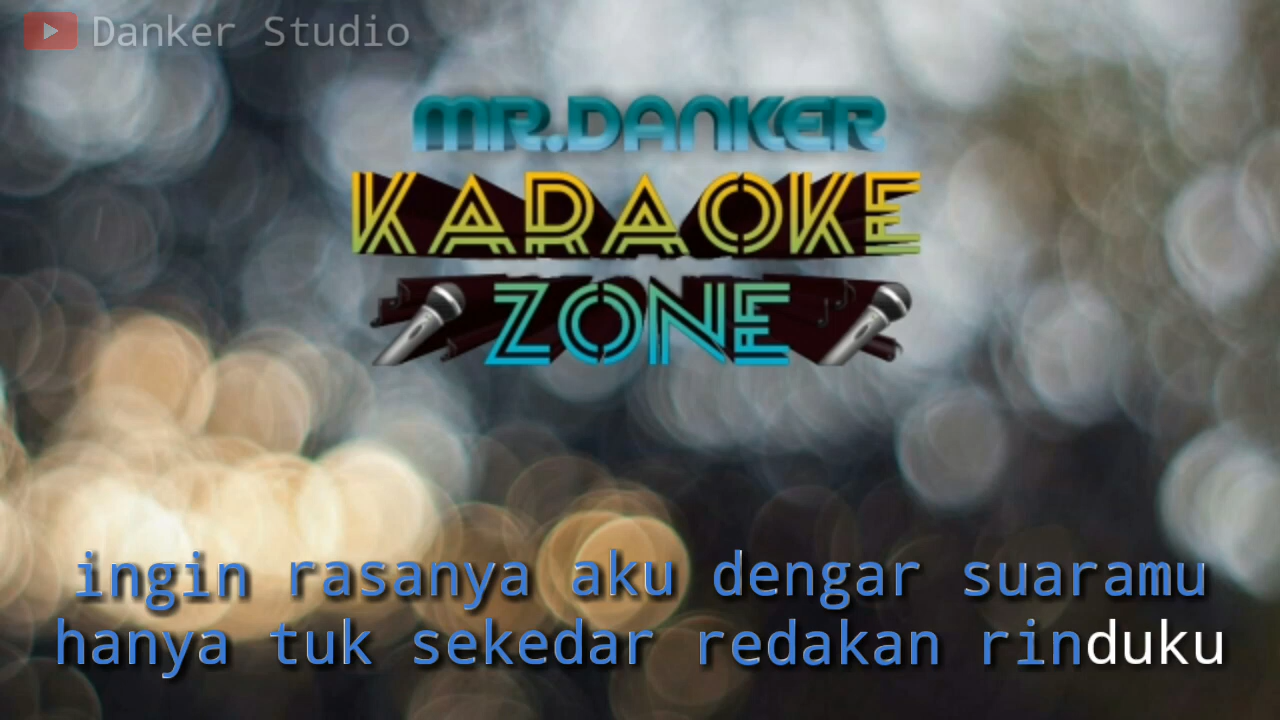 Danker Studio
MR.DANKER
KARAOKE
ZONE
ingin rasanya aku dengar suaramu
hanya tuk sekedar redakan rinduku